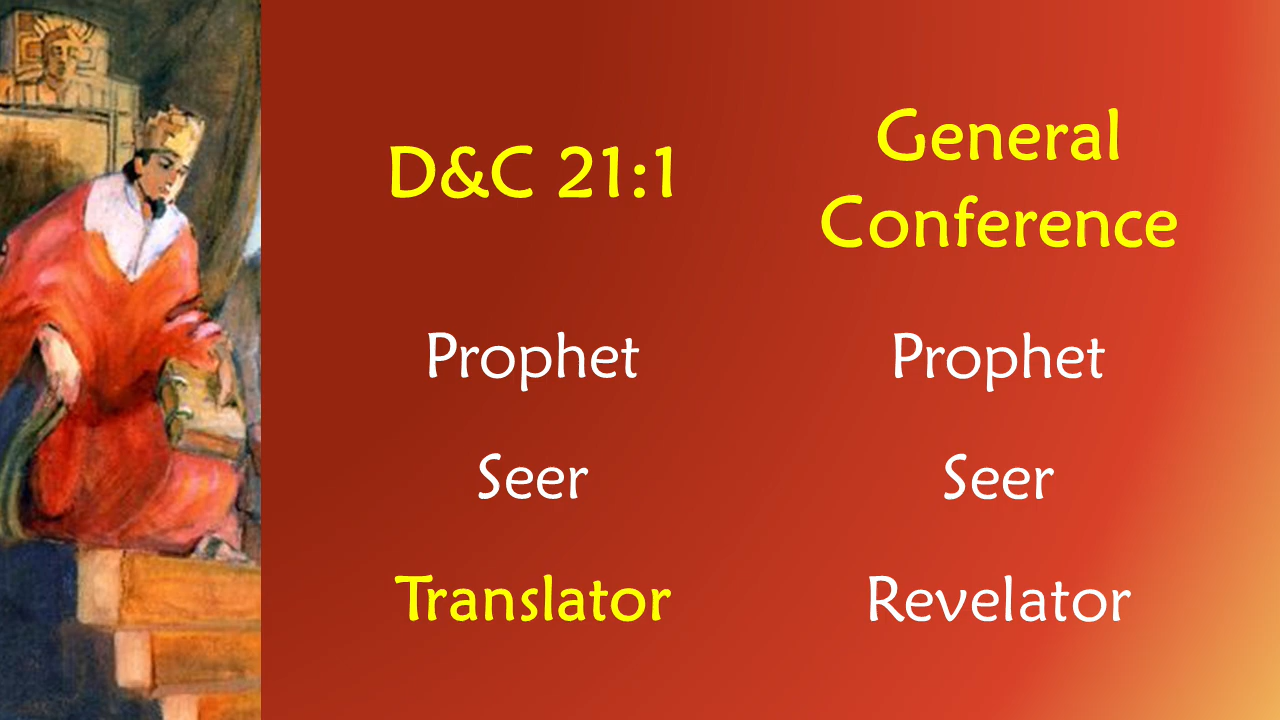 D&C 21:1
General
Conference
Prophet
Prophet
Seer
Seer
Translator
Revelator